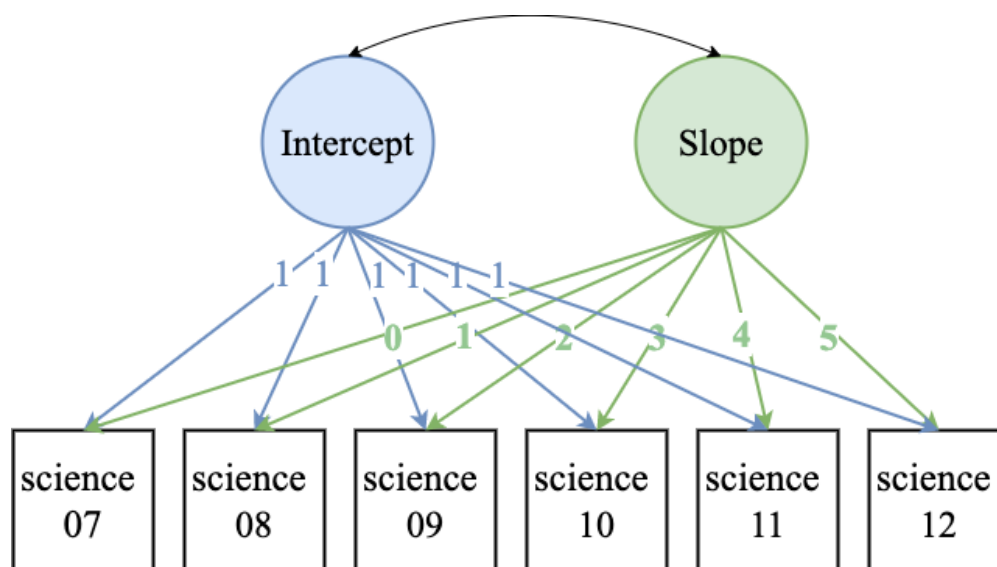 Intercept
Slope
1 1 1 1 1 1
0 1 2 3 4 5
science
07
science
08
science
09
science
10
science
11
science
12